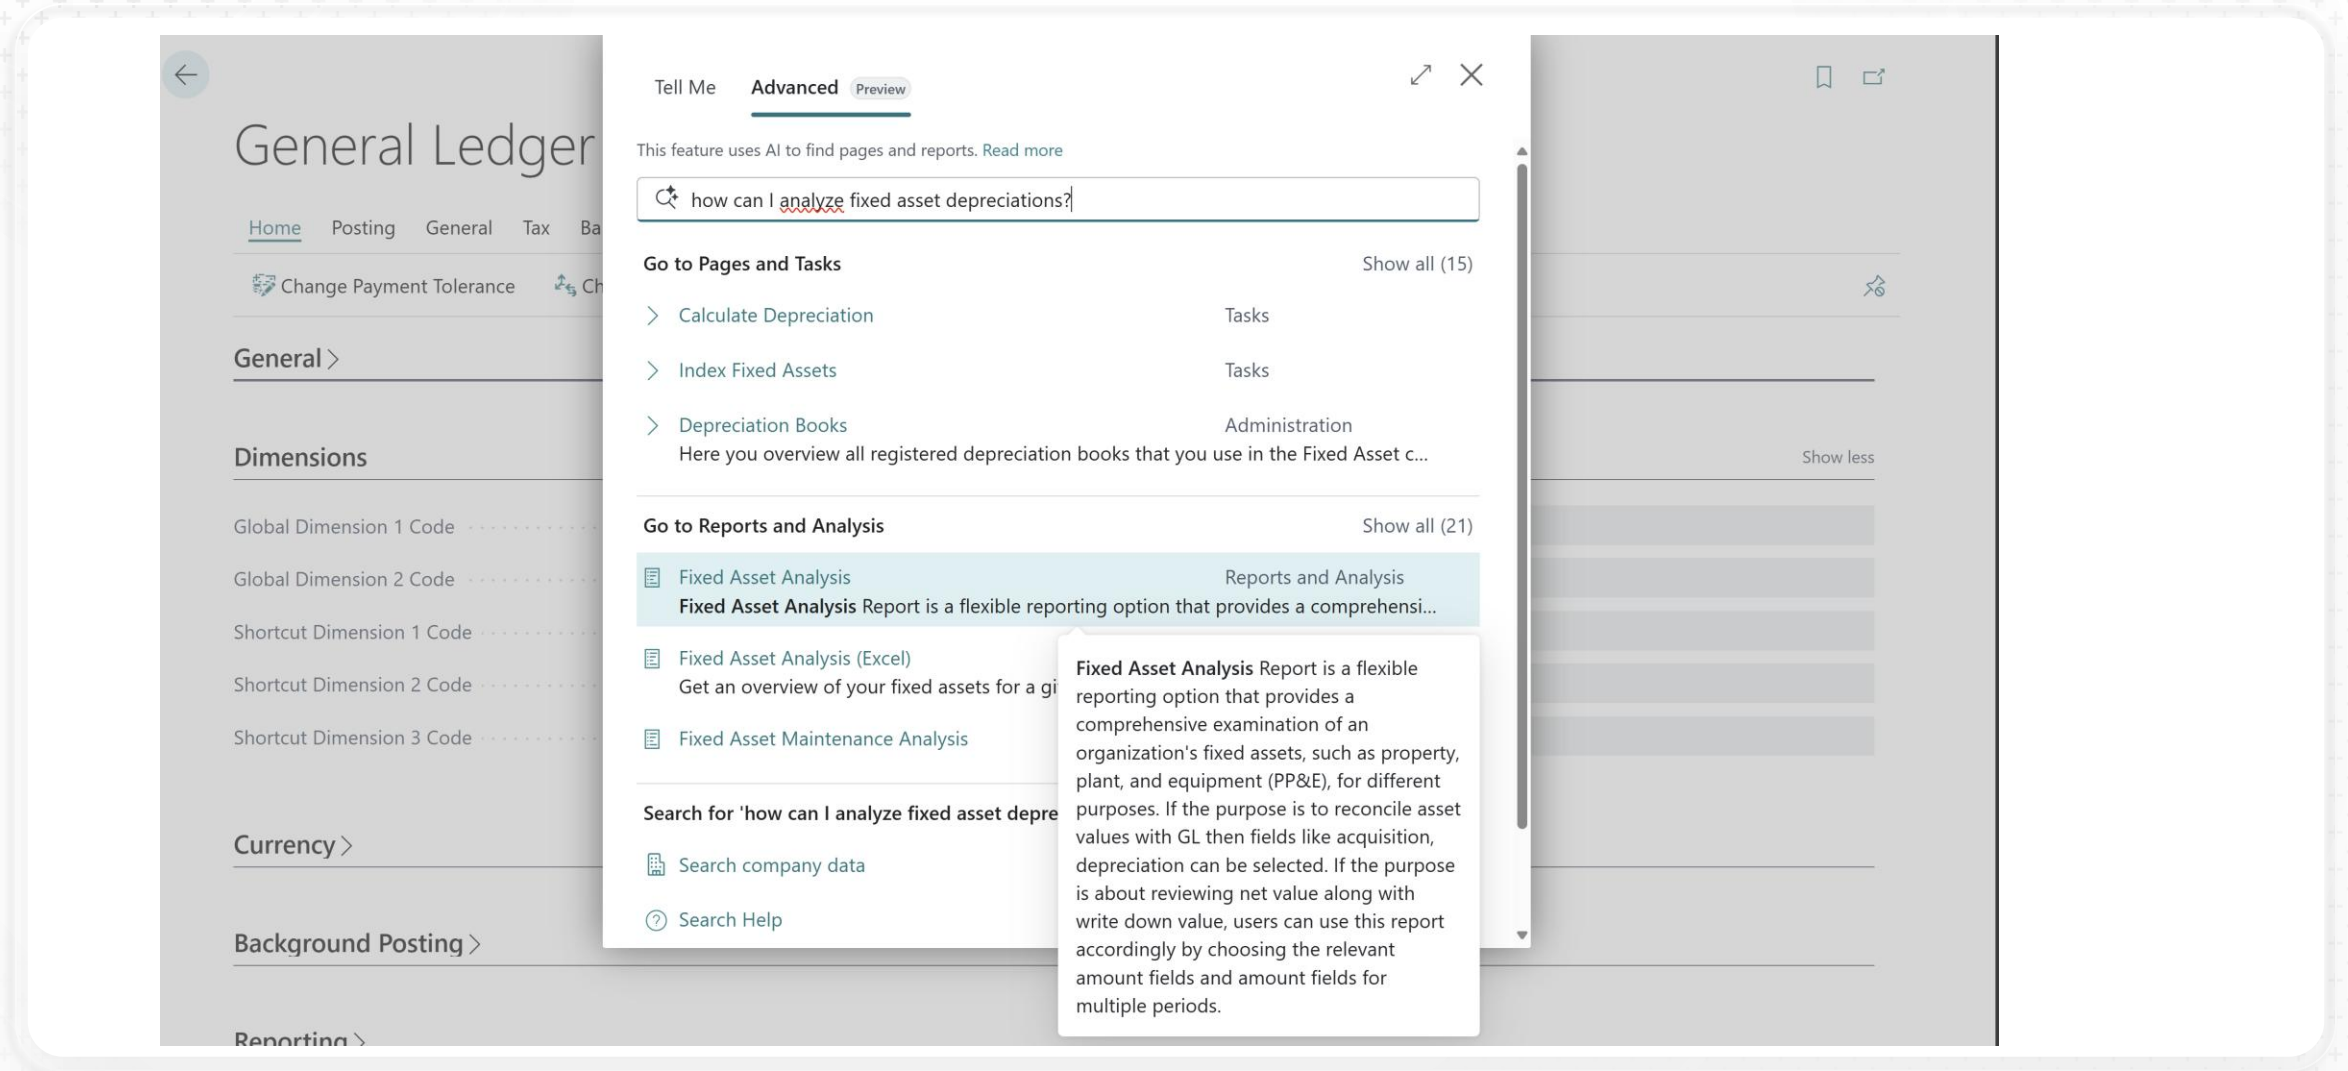 General Ledger
Home Posting General Tax Ba
Change Payment Tolerance Ch
General
Dimensions
Show less
Global Dimension 1 Code
Global Dimension 2 Code
Shortcut Dimension 1 Code
Shortcut Dimension 2 Code
Shortcut Dimension 3 Code
Currency
Background Posting
Reporting
Tell Me Advanced Preview
This feature uses AI to find pages and reports. Read more
how can I analyze fixed asset depreciations?
Go to Pages and Tasks Show all (15)
Calculate Depreciation Tasks
Index Fixed Assets Tasks
Depreciation Books Administration
Here you overview all registered depreciation books that you use in the Fixed Asset c...
Go to Reports and Analysis Show all (21)
Fixed Asset Analysis Reports and Analysis
Fixed Asset Analysis Report is a flexible reporting option that provides a comprehensi...
Fixed Asset Analysis (Excel)
Get an overview of your fixed assets for a gi
Fixed Asset Maintenance Analysis
Search for 'how can I analyze fixed asset depre
Search company data
Search Help
Fixed Asset Analysis Report is a flexible
reporting option that provides a
comprehensive examination of an
organization's fixed assets, such as property,
plant, and equipment (PP&E), for different
purposes. If the purpose is to reconcile asset
values with GL then fields like acquisition,
depreciation can be selected. If the purpose
is about reviewing net value along with
write down value, users can use this report
accordingly by choosing the relevant
amount fields and amount fields for
multiple periods.